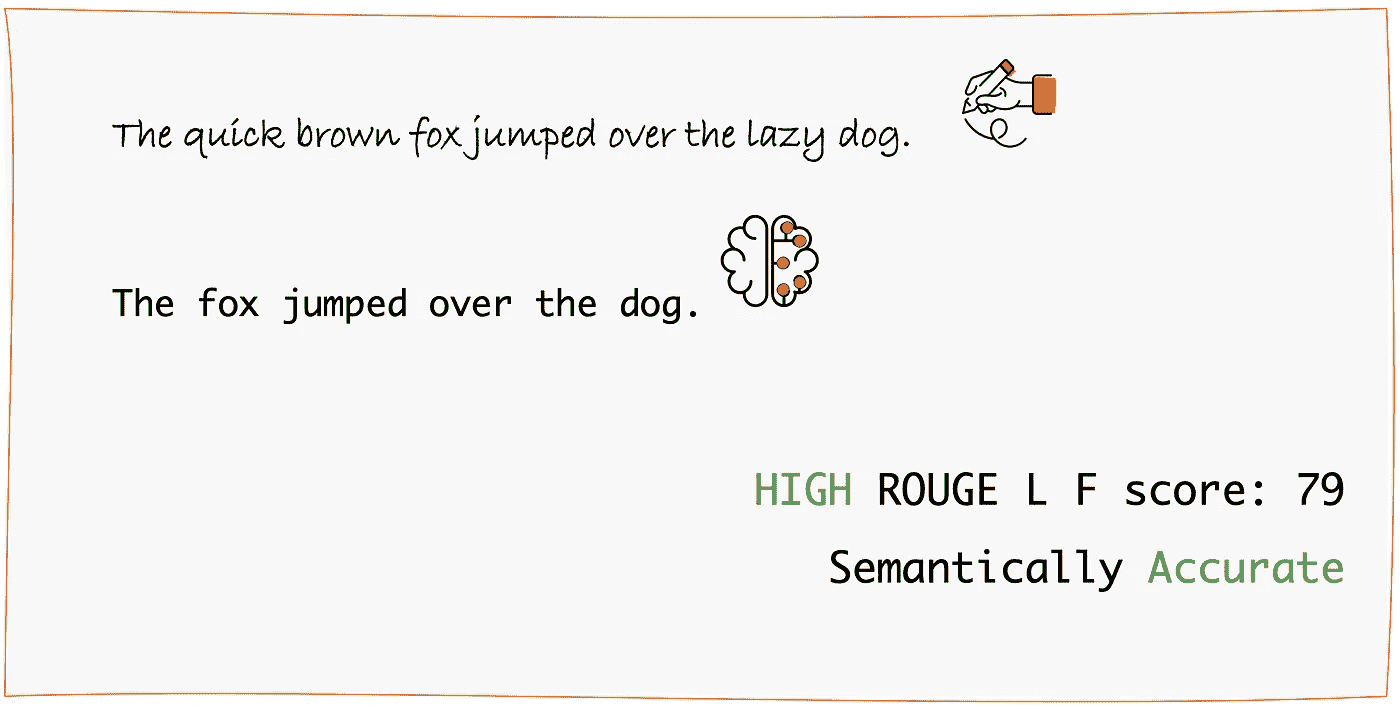 The quick brown fox jumped over the lazy dog.
The fox jumped over the dog.
HIGH ROUGE L F score: 79
Semantically Accurate